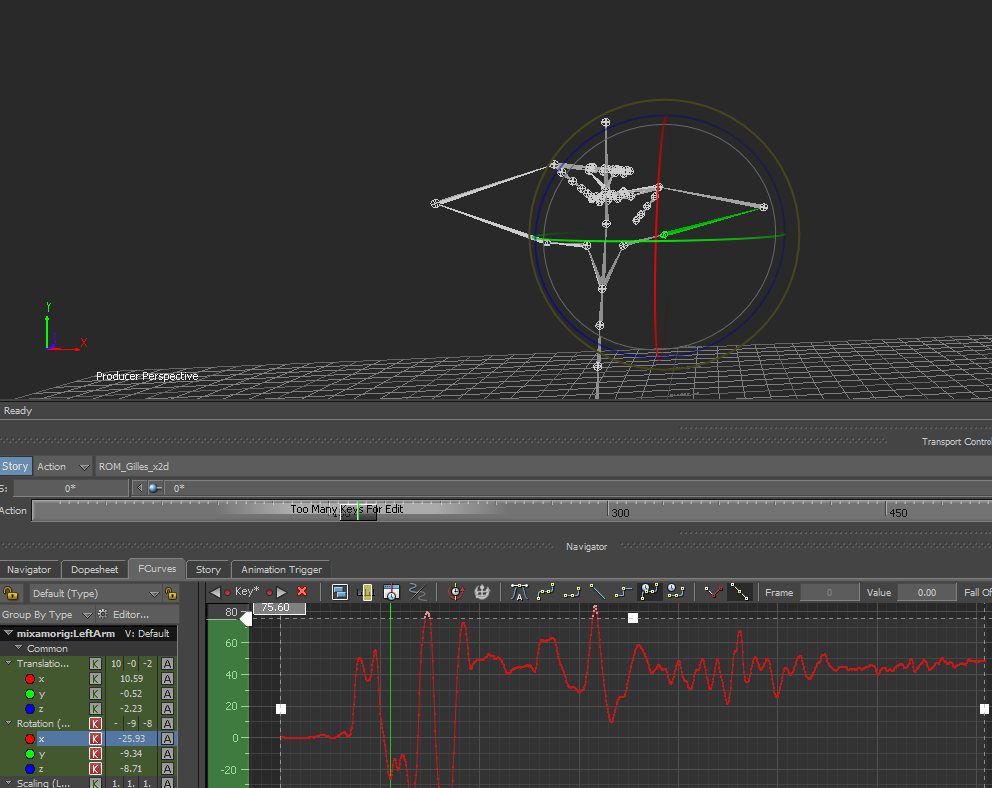 Y
X
Producer Perspective
Ready
Transport Contro
Story Action ROM_Gilles_x2d
S: 0* 0*
Action Too Many Keys For Edit 300 450
Navigator
Navigator Dopesheet FCurves Story Animation Trigger
Default (Type) Key* Frame 0 Value 0.00 Fall Of
Group By Type Editor...
80 75.60
mixamorig:LeftArm V: Default
Common
60
Translatio... K 10 -0 -2 A
x K 10.59 A
40
y K -0.52 A
z K -2.23 A
20
Rotation (... K - -9 -8 A
x K -25.93 A
0
y K -9.34 A
z K -8.71 A
-20
Scaling (L... K 1. 1. 1. A